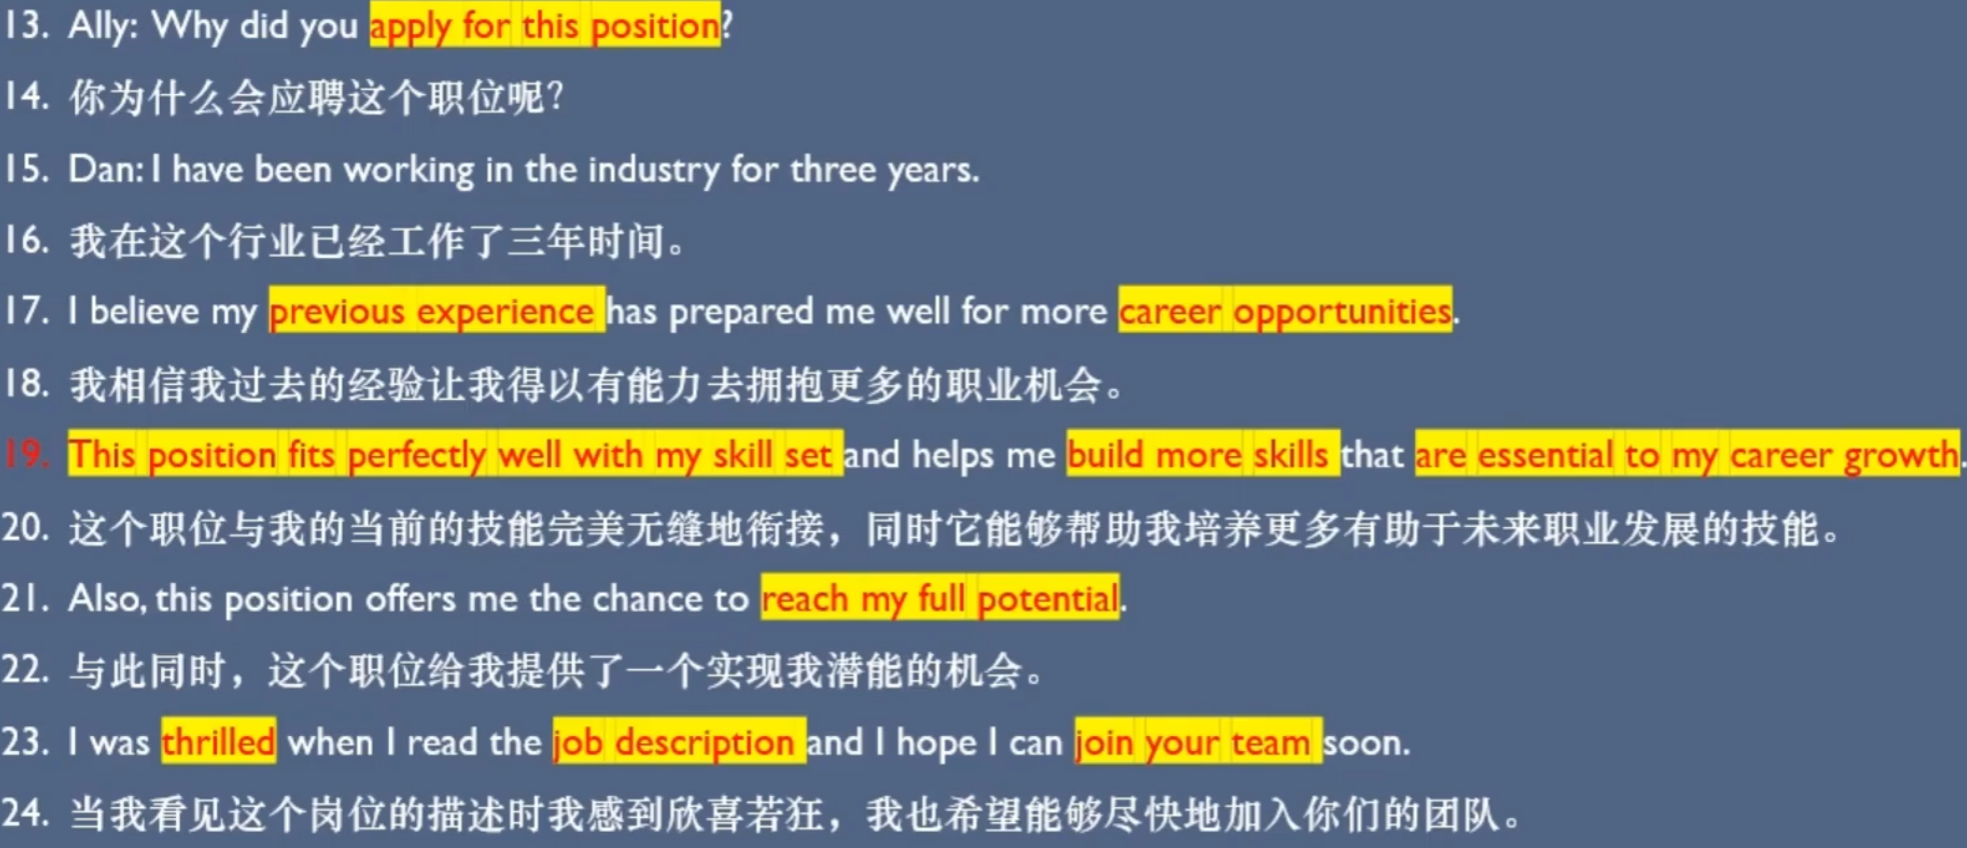 13. Ally: Why did you apply for this position?
14. 你为什么会应聘这个职位呢？
15. Dan: I have been working in the industry for three years.
16. 我在这个行业已经工作了三年时间。
17. I believe my previous experience has prepared me well for more career opportunities.
18. 我相信我过去的经验让我得以有能力去拥抱更多的职业机会。
19. This position fits perfectly well with my skill set and helps me build more skills that are essential to my career growth.
20. 这个职位与我的当前的技能完美无缝地衔接，同时它能够帮助我培养更多有助于未来职业发展的技能。
21. Also, this position offers me the chance to reach my full potential.
22. 与此同时，这个职位给我提供了一个实现我潜能的机会。
23. I was thrilled when I read the job description and I hope I can join your team soon.
24. 当我看见这个岗位的描述时我感到欣喜若狂，我也希望能够尽快地加入你们的团队。